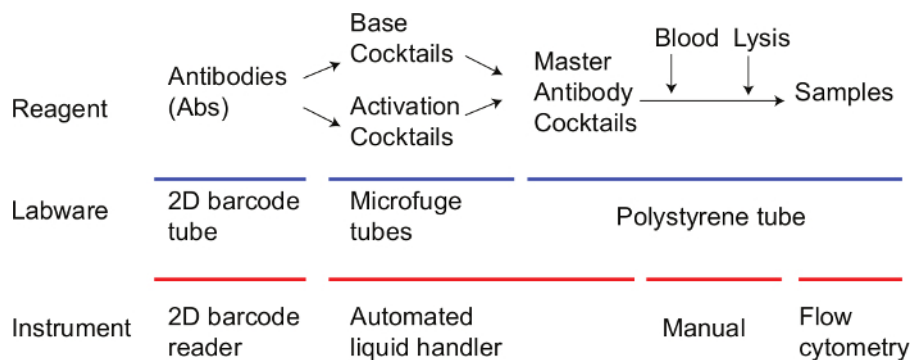 Reagent
Antibodies
(Abs)
Base
Cocktails
Activation
Cocktails
Master
Antibody
Cocktails
Blood
Lysis
Samples
Labware
2D barcode
tube
Microfuge
tubes
Polystyrene tube
Instrument
2D barcode
reader
Automated
liquid handler
Manual
Flow
cytometry